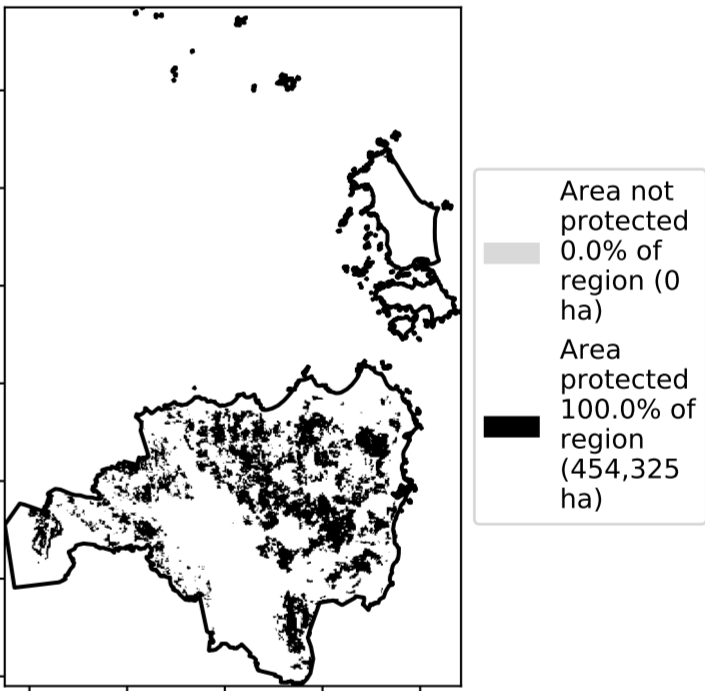 Area not
protected
0.0% of
region (0
ha)
Area
protected
100.0% of
region
(454,325
ha)